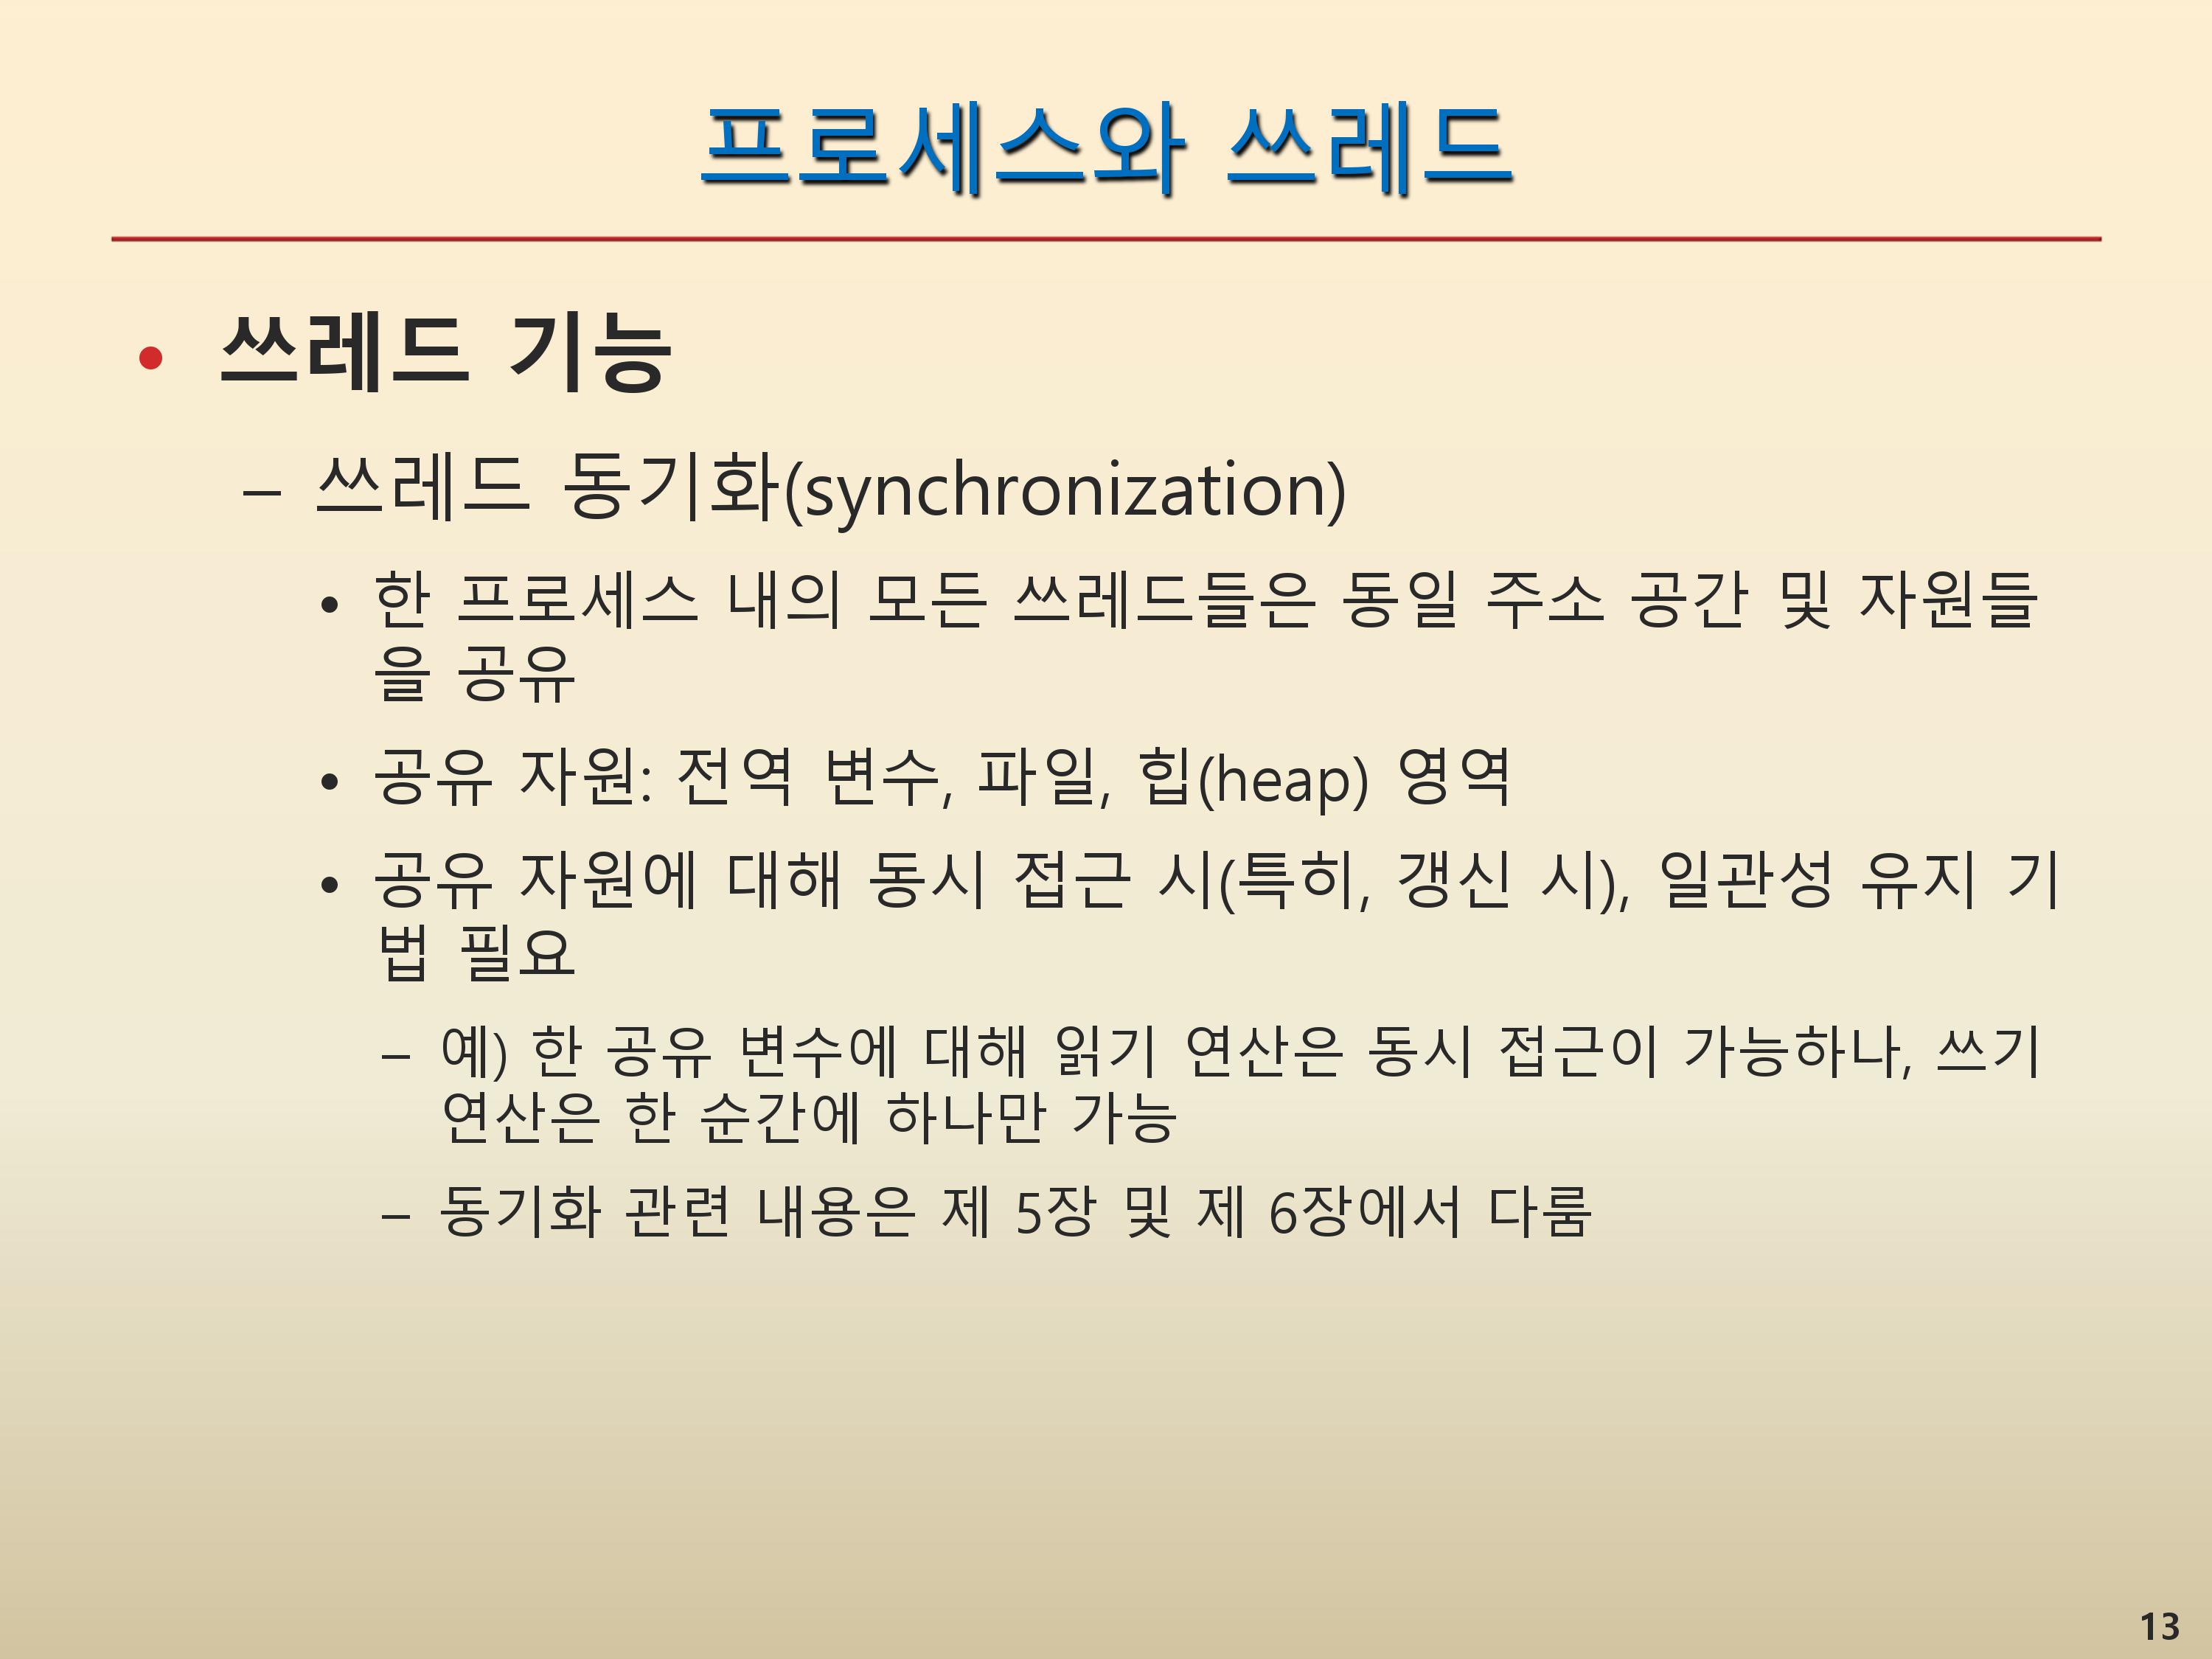 프로세스와 쓰레드
• 쓰레드 기능
– 쓰레드 동기화(synchronization)
• 한 프로세스 내의 모든 쓰레드들은 동일 주소 공간 및 자원들
을 공유
• 공유 자원: 전역 변수, 파일, 힙(heap) 영역
• 공유 자원에 대해 동시 접근 시(특히, 갱신 시), 일관성 유지 기
법 필요
– 예) 한 공유 변수에 대해 읽기 연산은 동시 접근이 가능하나, 쓰기
연산은 한 순간에 하나만 가능
– 동기화 관련 내용은 제 5장 및 제 6장에서 다룸
13